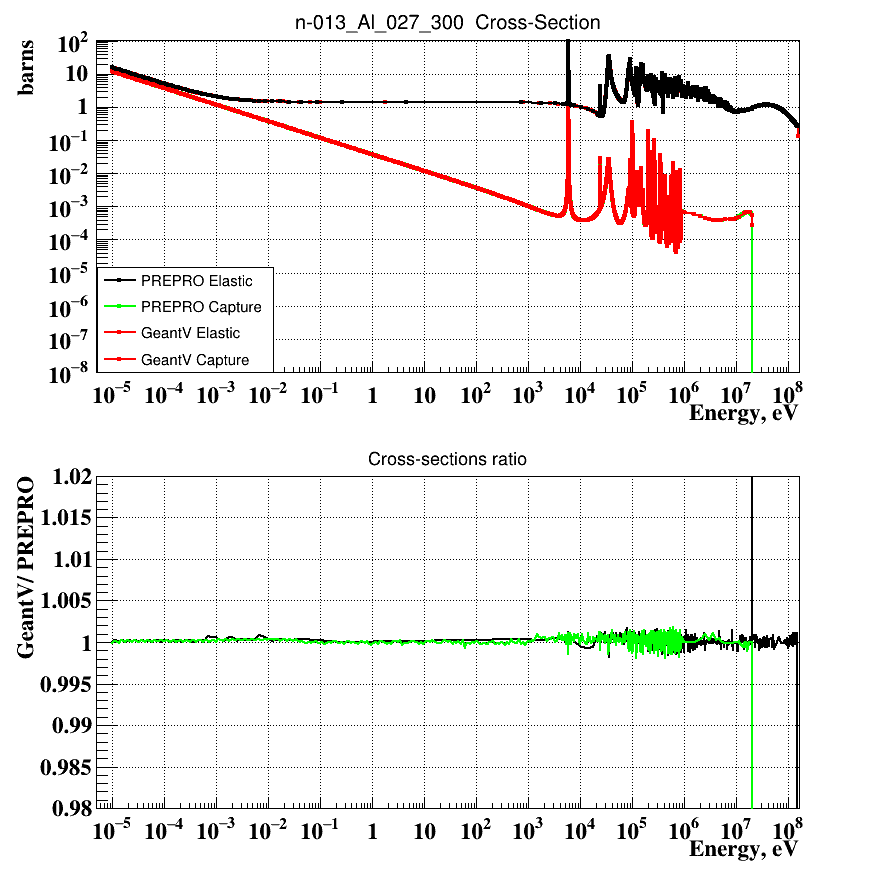 n-013_Al_027_300 Cross-Section
barns
10²
10
1
10⁻¹
10⁻²
10⁻³
10⁻⁴
10⁻⁵
10⁻⁶
10⁻⁷
10⁻⁸
PREPRO Elastic
PREPRO Capture
GeantV Elastic
GeantV Capture
10⁻⁵ 10⁻⁴ 10⁻³ 10⁻² 10⁻¹ 1 10 10² 10³ 10⁴ 10⁵ 10⁶ 10⁷ 10⁸
Energy, eV
Cross-sections ratio
GeantV/ PREPRO
1.02
1.015
1.01
1.005
1
0.995
0.99
0.985
0.98
10⁻⁵ 10⁻⁴ 10⁻³ 10⁻² 10⁻¹ 1 10 10² 10³ 10⁴ 10⁵ 10⁶ 10⁷ 10⁸
Energy, eV